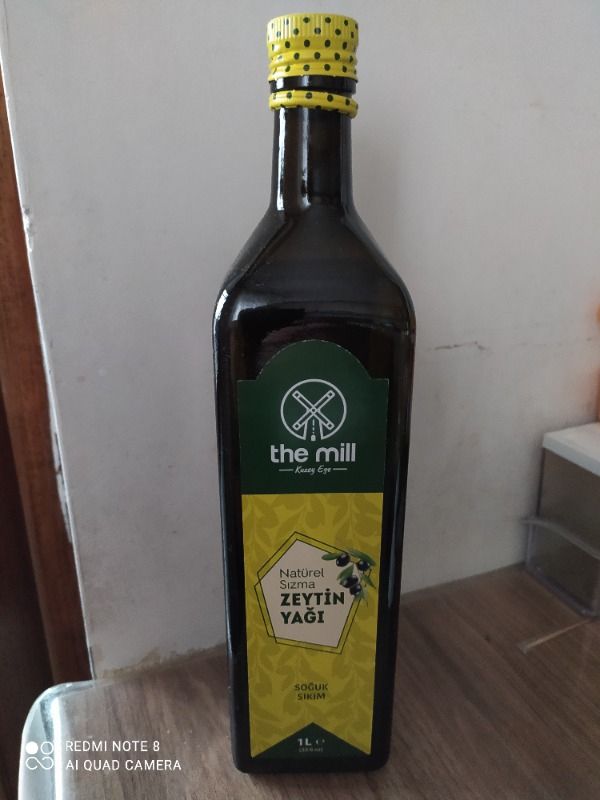 the mill
Kuzey Ege
Natürel
Sızma
ZEYTİN
YAĞI
SOĞUK
SIKIM
1L e
REDMI NOTE 8
AI QUAD CAMERA